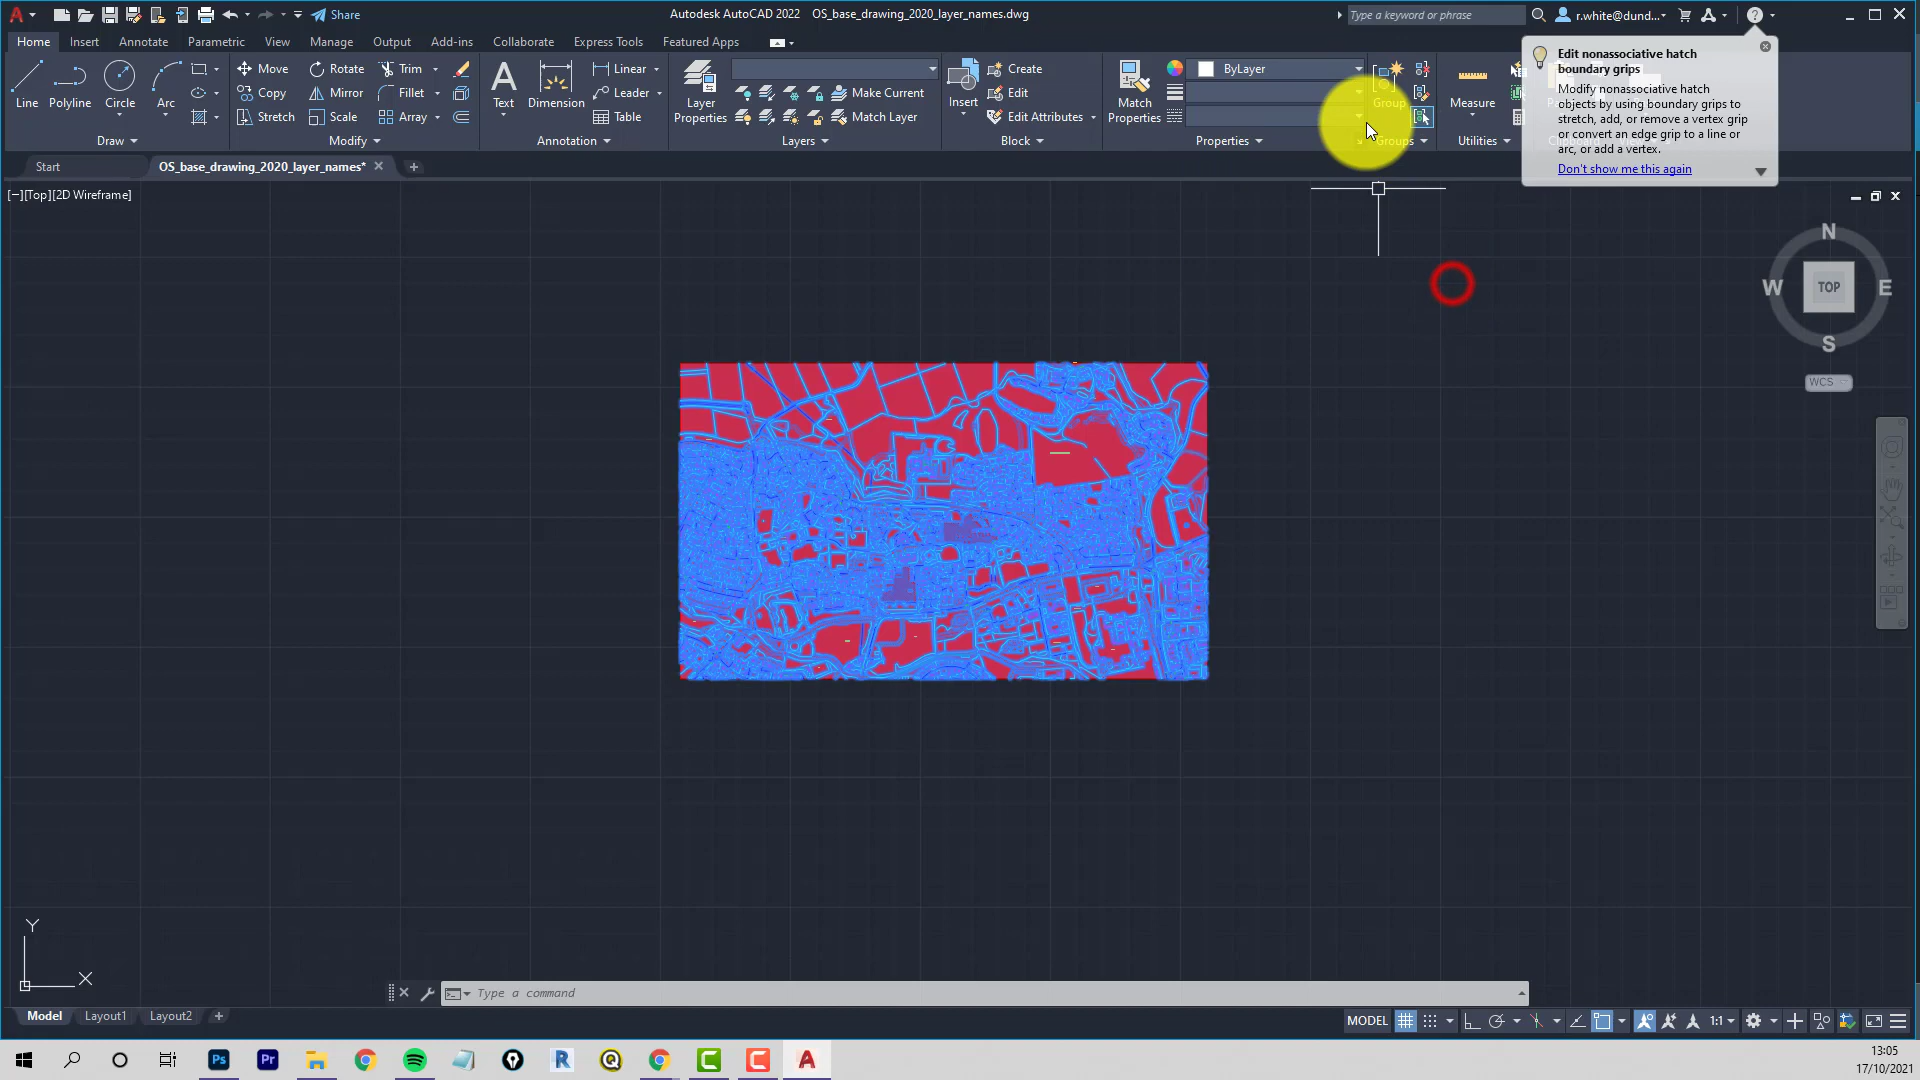 Share
Autodesk AutoCAD 2022 OS_base_drawing_2020_layer_names.dwg
Type a keyword or phrase
r.white@dund...
Home Insert Annotate Parametric View Manage Output Add-ins Collaborate Express Tools Featured Apps
Line
Polyline
Circle
Arc
Draw
Move
Rotate
Trim
Copy
Mirror
Fillet
Stretch
Scale
Array
Modify
Text
Dimension
Linear
Leader
Table
Annotation
Layer
Properties
Make Current
Match Layer
Layers
Insert
Create
Edit
Edit Attributes
Block
Match
Properties
ByLayer
Properties
Group
Groups
Measure
Utilities
Edit nonassociative hatch
boundary grips
Modify nonassociative hatch
objects by using boundary grips to
stretch, add, or remove a vertex grip
or convert an edge grip to a line or
arc, or add a vertex.
Don't show me this again
Start
OS_base_drawing_2020_layer_names*
[−][Top][2D Wireframe]
N
W
TOP
E
S
WCS
Y
X
Type a command
Model Layout1 Layout2
MODEL
1:1
Ps
Pr
R
A
13:05
17/10/2021